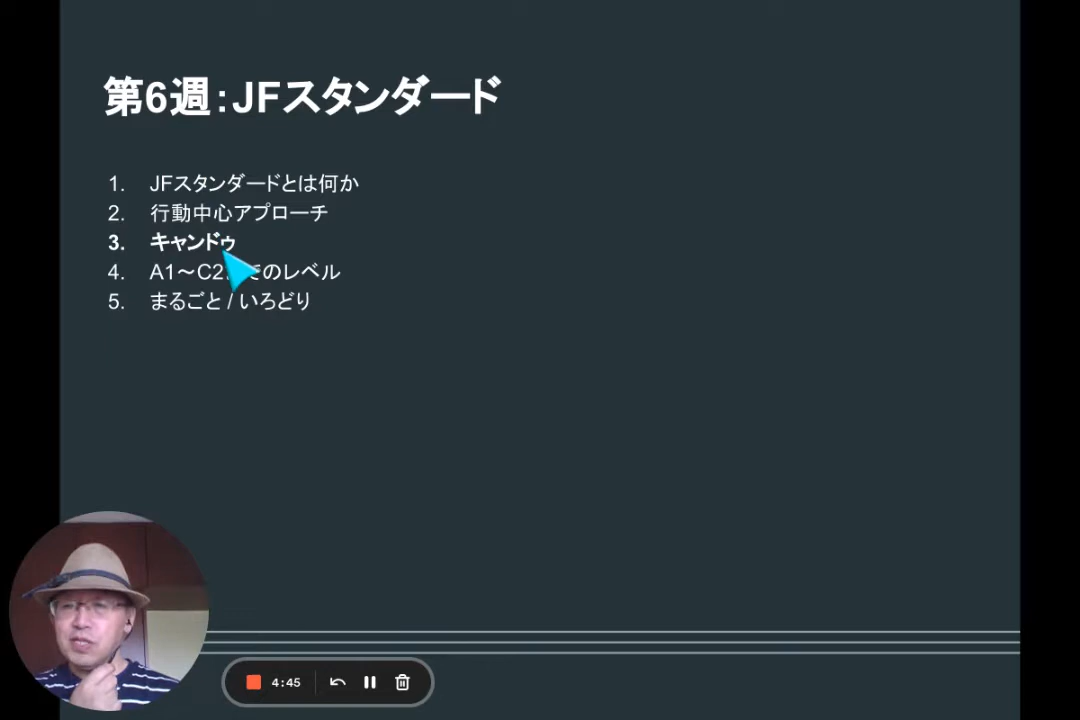 第6週：JFスタンダード
1. JFスタンダードとは何か
2. 行動中心アプローチ
3. キャンドゥ
4. A1～C2までのレベル
5. まるごと / いろどり
4:45